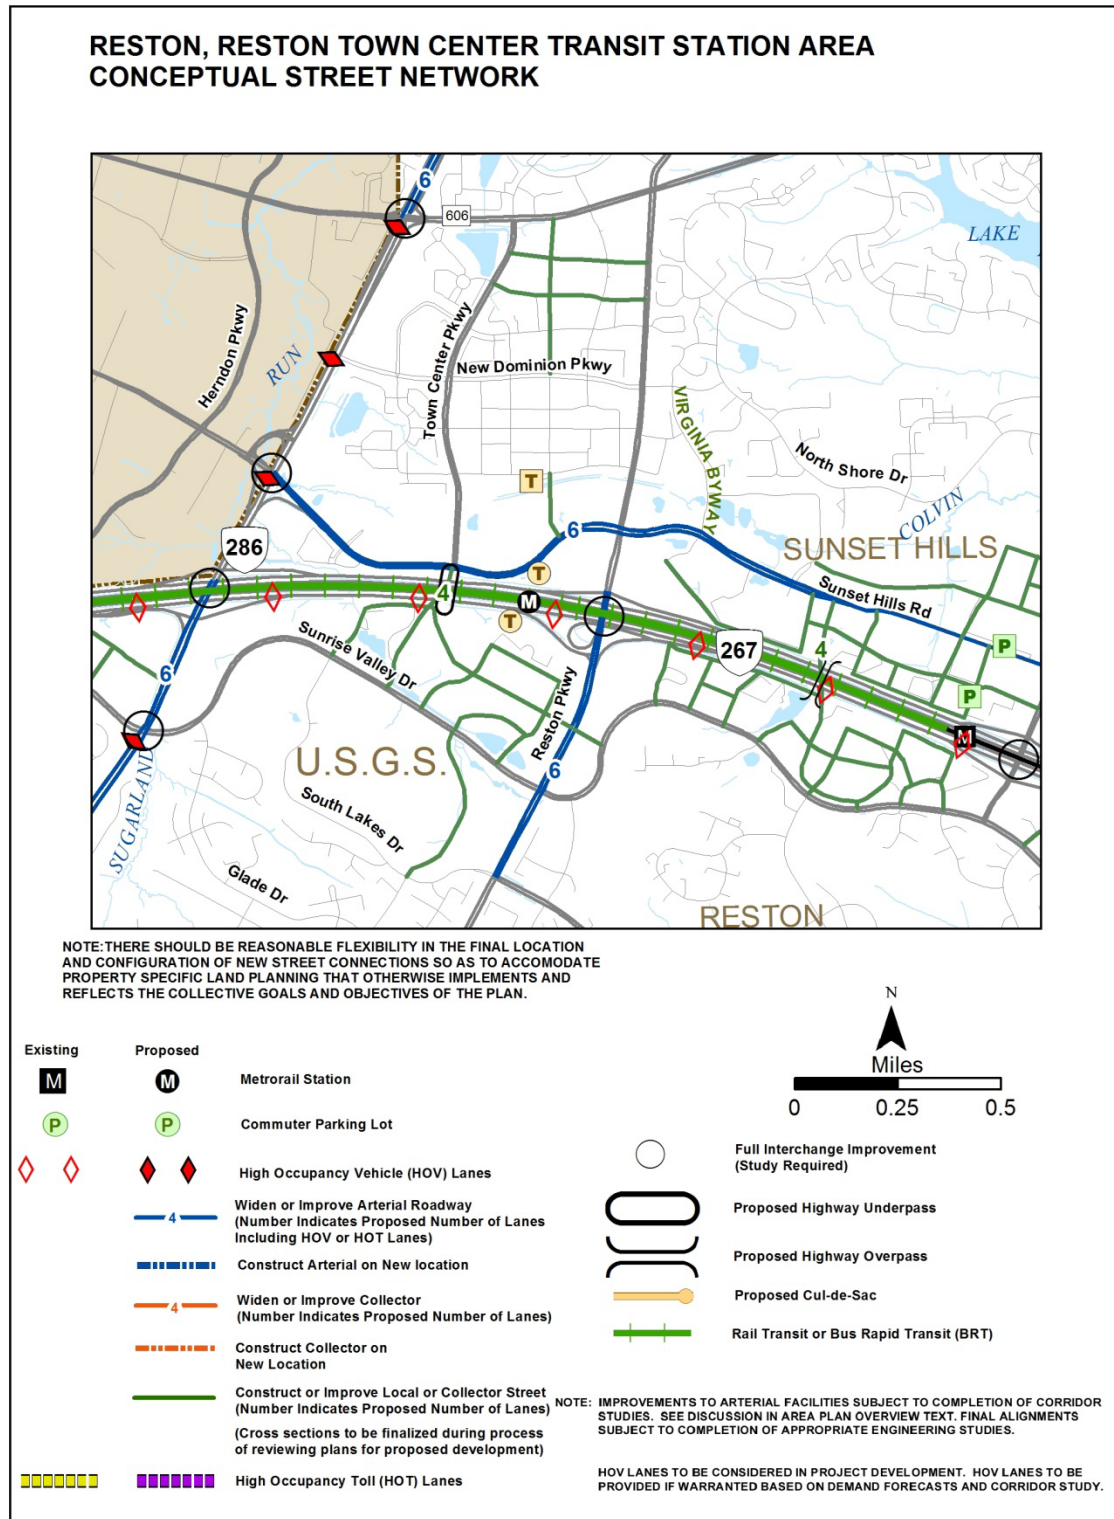 RESTON, RESTON TOWN CENTER TRANSIT STATION AREA
CONCEPTUAL STREET NETWORK
6
606
LAKE
Herndon Pkwy
RUN
Town Center Pkwy
New Dominion Pkwy
VIRGINIA BYWAY
North Shore Dr
COLVIN
T
6
286
SUNSET HILLS
T
4
M
T
Sunset Hills Rd
Sunrise Valley Dr
267
4
P
6
Reston Pkwy
P
M
U.S.G.S.
6
SUGARLAND
South Lakes Dr
Glade Dr
RESTON
NOTE:THERE SHOULD BE REASONABLE FLEXIBILITY IN THE FINAL LOCATION
AND CONFIGURATION OF NEW STREET CONNECTIONS SO AS TO ACCOMODATE
PROPERTY SPECIFIC LAND PLANNING THAT OTHERWISE IMPLEMENTS AND
REFLECTS THE COLLECTIVE GOALS AND OBJECTIVES OF THE PLAN.
N
Miles
0 0.25 0.5
Existing Proposed
M M Metrorail Station
P P Commuter Parking Lot
High Occupancy Vehicle (HOV) Lanes
4 Widen or Improve Arterial Roadway
(Number Indicates Proposed Number of Lanes
Including HOV or HOT Lanes)
Construct Arterial on New location
4 Widen or Improve Collector
(Number Indicates Proposed Number of Lanes)
Construct Collector on
New Location
Construct or Improve Local or Collector Street
(Number Indicates Proposed Number of Lanes)
(Cross sections to be finalized during process
of reviewing plans for proposed development)
High Occupancy Toll (HOT) Lanes
Full Interchange Improvement
(Study Required)
Proposed Highway Underpass
Proposed Highway Overpass
Proposed Cul-de-Sac
Rail Transit or Bus Rapid Transit (BRT)
NOTE: IMPROVEMENTS TO ARTERIAL FACILITIES SUBJECT TO COMPLETION OF CORRIDOR
STUDIES. SEE DISCUSSION IN AREA PLAN OVERVIEW TEXT. FINAL ALIGNMENTS
SUBJECT TO COMPLETION OF APPROPRIATE ENGINEERING STUDIES.
HOV LANES TO BE CONSIDERED IN PROJECT DEVELOPMENT. HOV LANES TO BE
PROVIDED IF WARRANTED BASED ON DEMAND FORECASTS AND CORRIDOR STUDY.